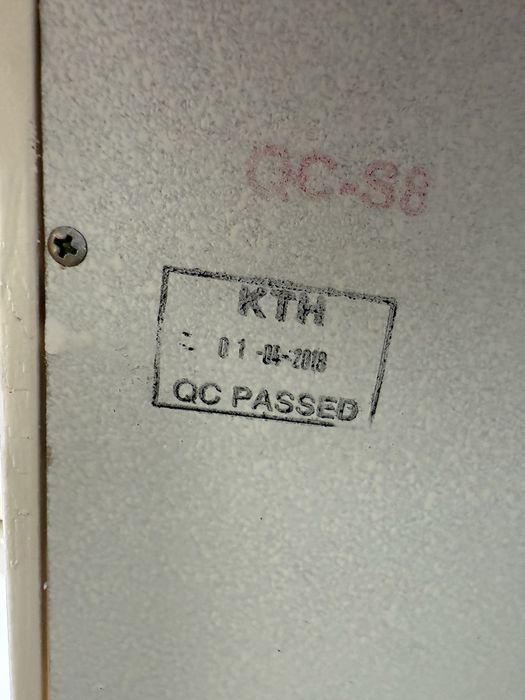 QC-S8
KTH
01-04-2018
QC PASSED